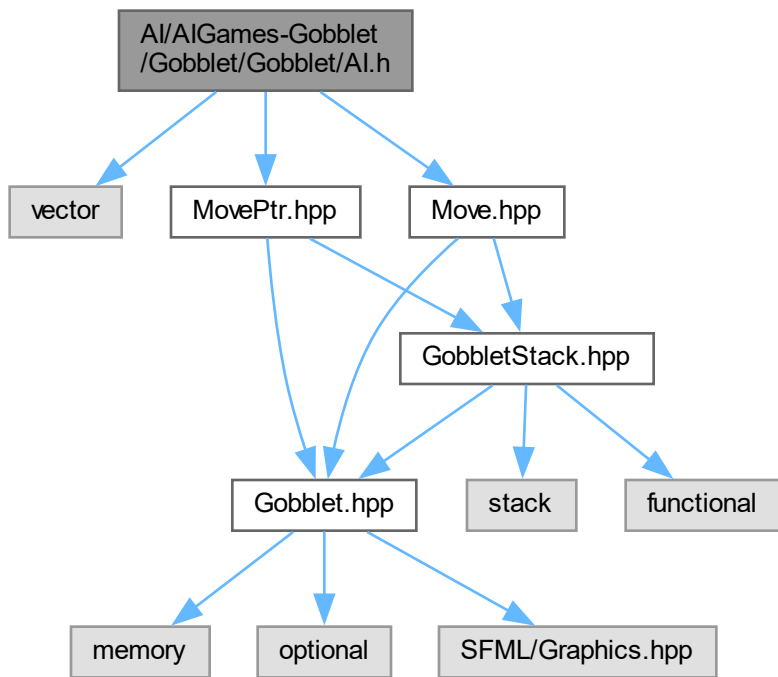 AI/AIGames-Gobblet
/Gobblet/Gobblet/AI.h
vector
MovePtr.hpp
Move.hpp
GobbletStack.hpp
Gobblet.hpp
stack
functional
memory
optional
SFML/Graphics.hpp